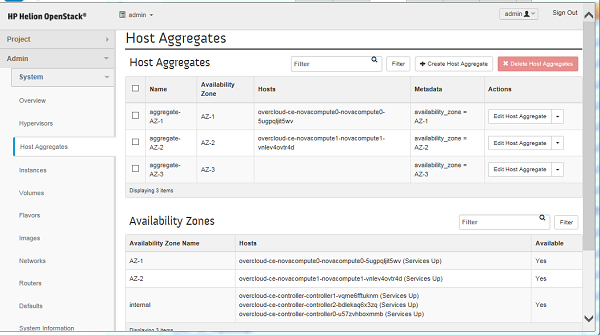 HP Helion OpenStack®
admin
admin
Sign Out
Project
Admin
System
Overview
Hypervisors
Host Aggregates
Instances
Volumes
Flavors
Images
Networks
Routers
Defaults
System Information
Host Aggregates
Host Aggregates
Filter
Filter
+ Create Host Aggregate
✖ Delete Host Aggregates
Name
Availability
Zone
Hosts
Metadata
Actions
aggregate-
AZ-1
AZ-1
overcloud-ce-novacompute0-novacompute0-
5ugpqljit5wv
availability_zone =
AZ-1
Edit Host Aggregate
aggregate-
AZ-2
AZ-2
overcloud-ce-novacompute1-novacompute1-
vnlev4ovtr4d
availability_zone =
AZ-2
Edit Host Aggregate
aggregate-
AZ-3
AZ-3
availability_zone =
AZ-3
Edit Host Aggregate
Displaying 3 items
Availability Zones
Filter
Filter
Availability Zone Name
Hosts
Available
AZ-1
overcloud-ce-novacompute0-novacompute0-5ugpqljit5wv (Services Up)
Yes
AZ-2
overcloud-ce-novacompute1-novacompute1-vnlev4ovtr4d (Services Up)
Yes
internal
overcloud-ce-controller-controller1-vqme6fftuknm (Services Up)
overcloud-ce-controller-controller2-bdlekaq6x3zq (Services Up)
overcloud-ce-controller-controller0-u57zvhboxmmb (Services Up)
Yes
Displaying 3 items